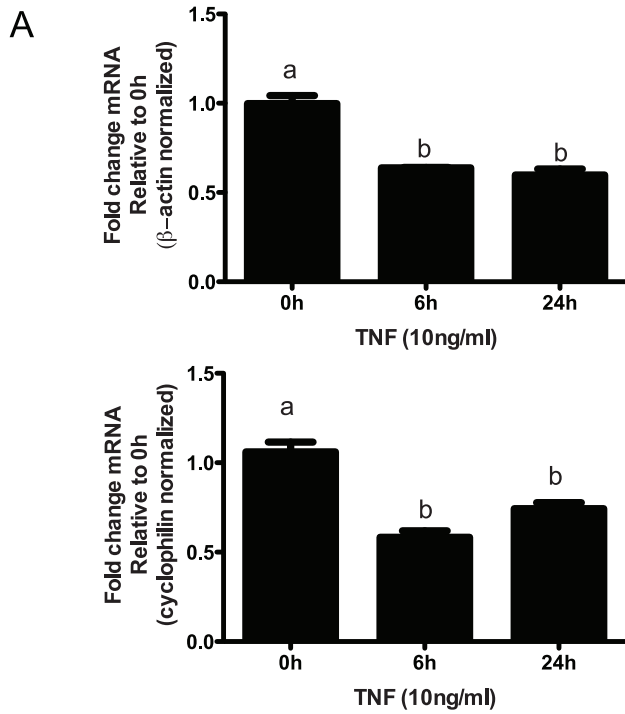 A
Fold change mRNA
Relative to 0h
(β−actin normalized)
1.5
1.0
0.5
0.0
a
b
b
0h
6h
24h
TNF (10ng/ml)
Fold change mRNA
Relative to 0h
(cyclophilin normalized)
1.5
1.0
0.5
0.0
a
b
b
0h
6h
24h
TNF (10ng/ml)